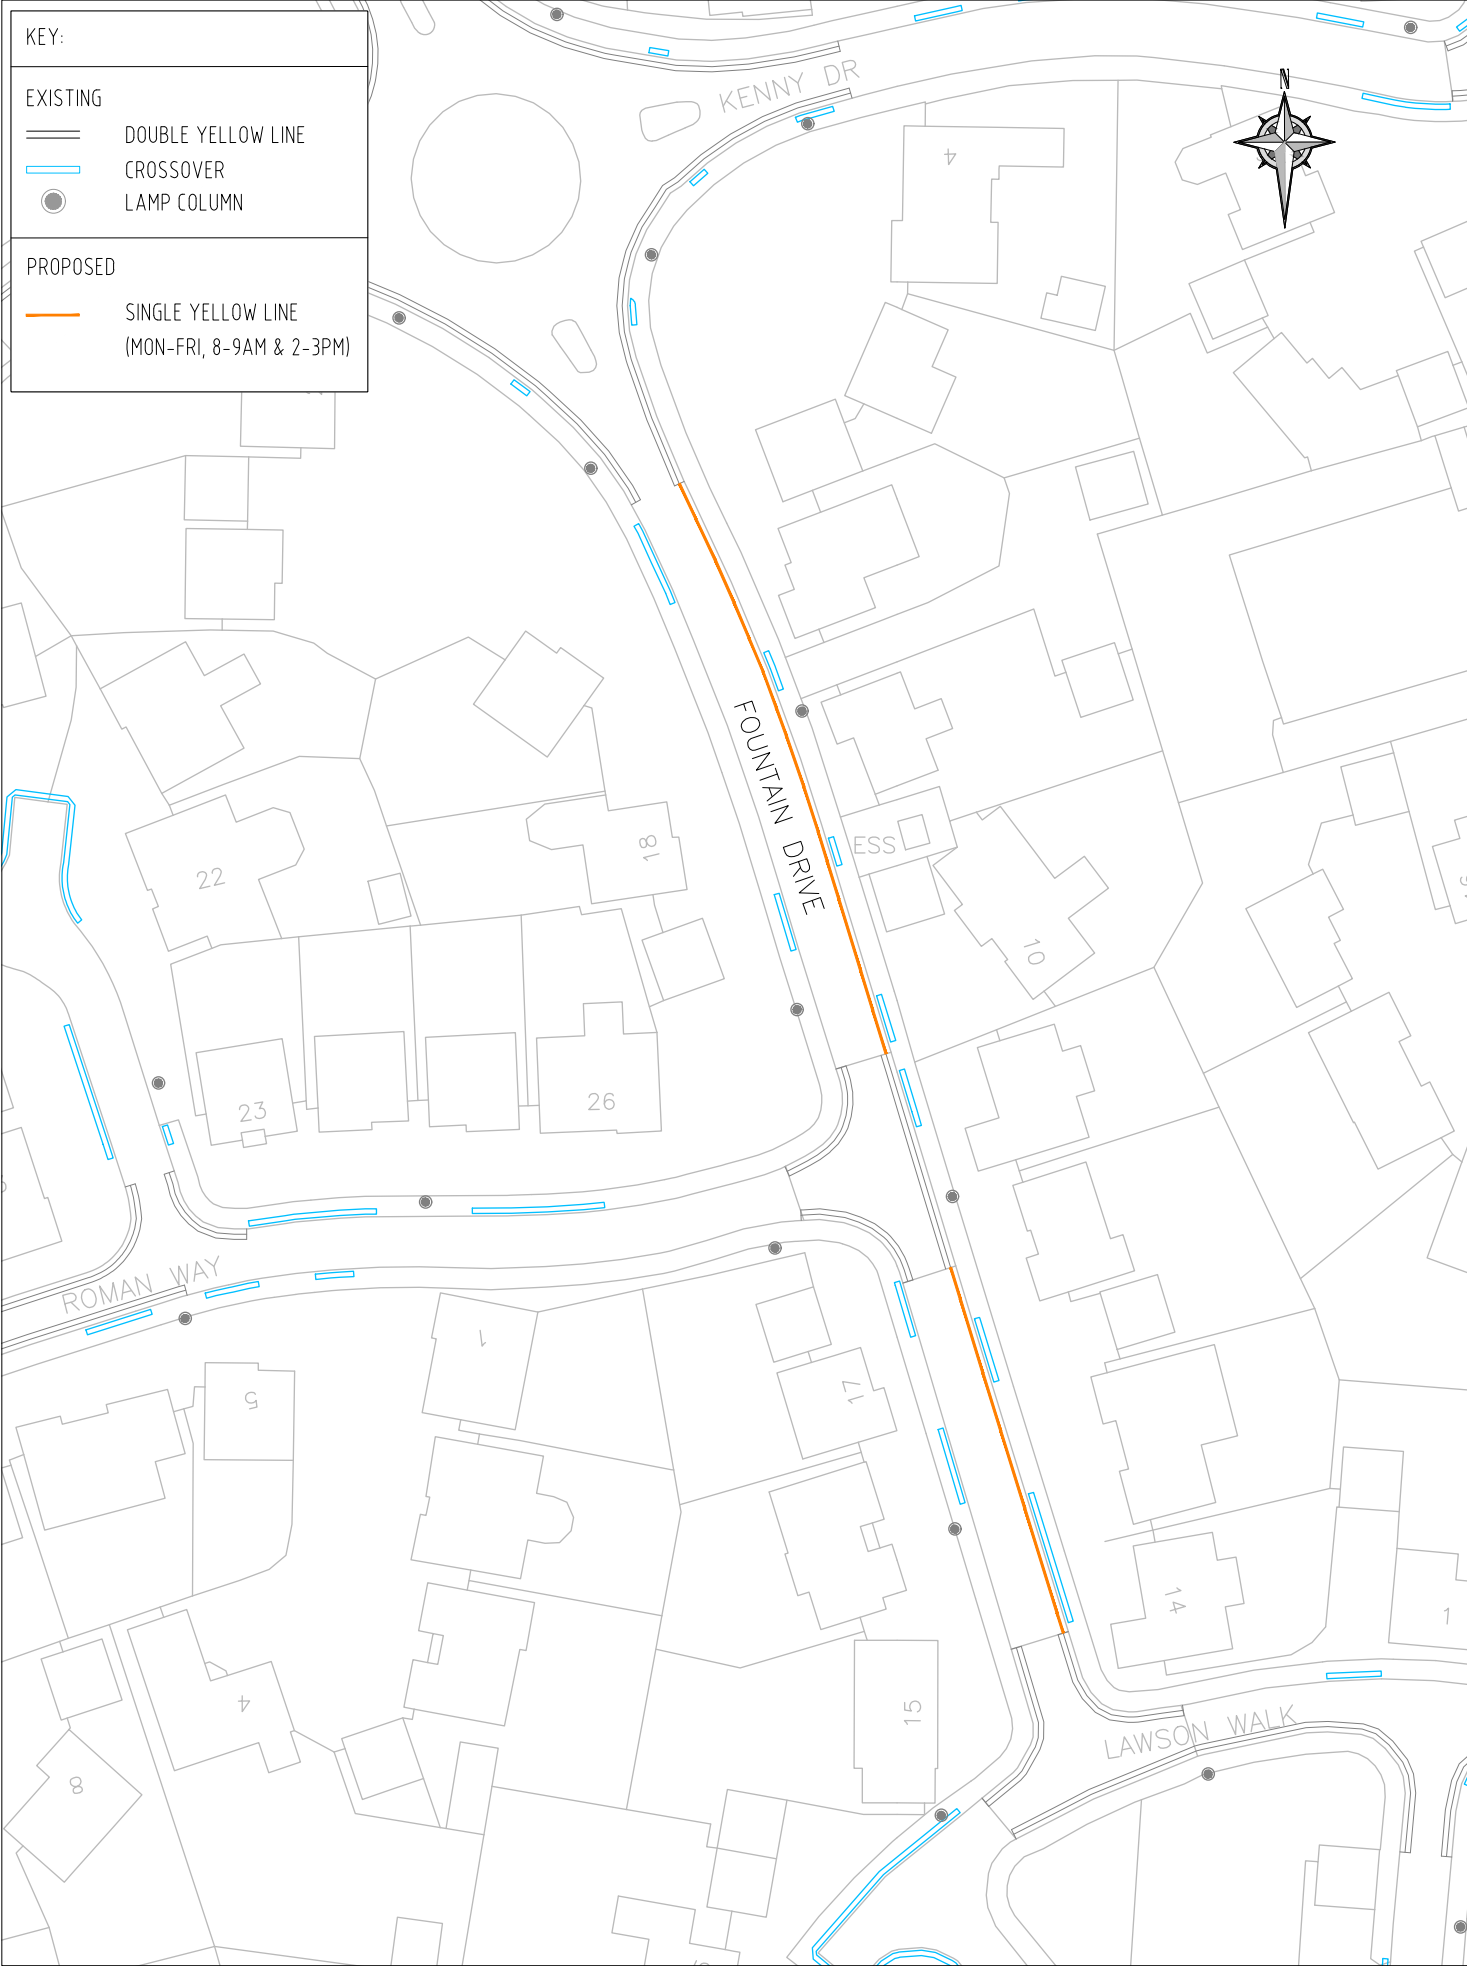 KEY:
EXISTING
DOUBLE YELLOW LINE
CROSSOVER
LAMP COLUMN
PROPOSED
SINGLE YELLOW LINE
(MON-FRI, 8-9AM & 2-3PM)
KENNY DR
N
4
FOUNTAIN DRIVE
ESS
18
22
10
23
26
ROMAN WAY
1
17
5
14
1
4
15
LAWSON WALK
8